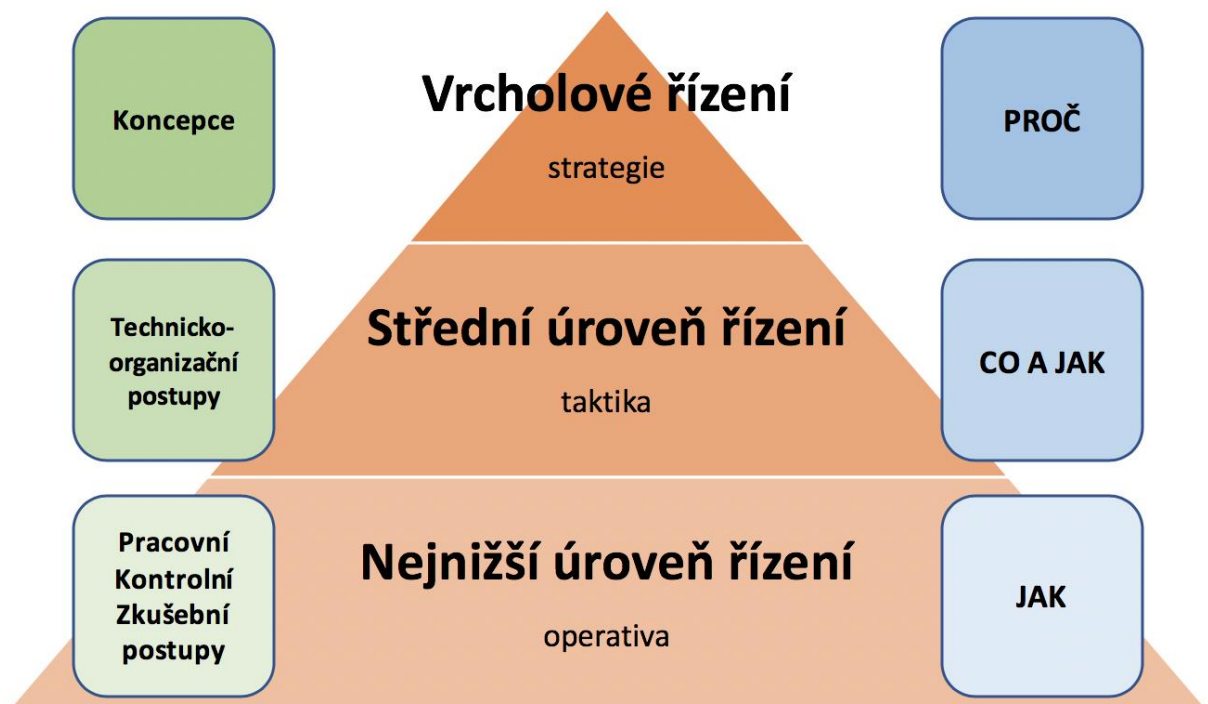 Koncepce
Vrcholové řízení
strategie
PROČ
Technicko-
organizační
postupy
Střední úroveň řízení
taktika
CO A JAK
Pracovní
Kontrolní
Zkušební
postupy
Nejnižší úroveň řízení
operativa
JAK